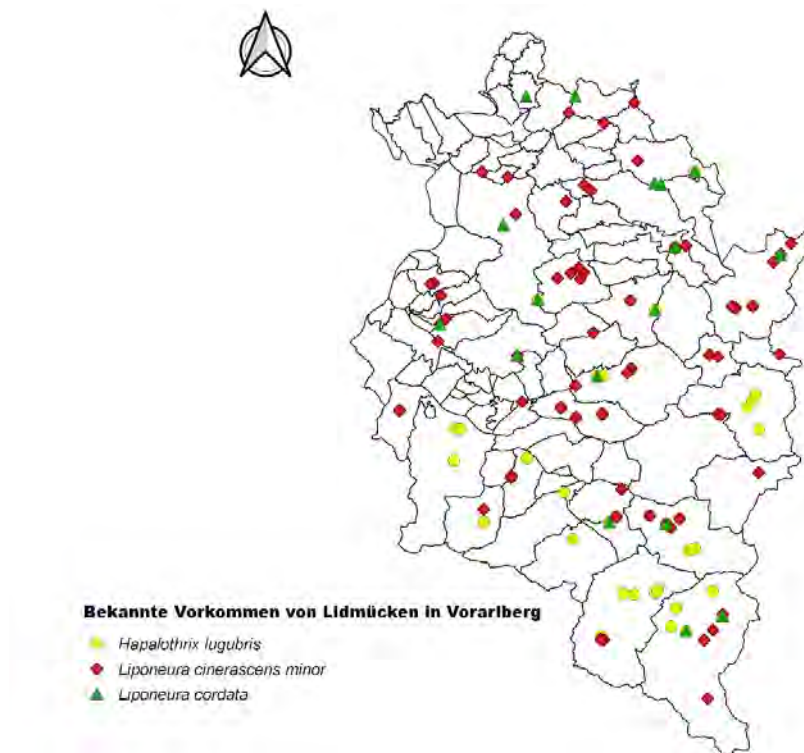 Bekannte Vorkommen von Lidmücken in Vorarlberg
Hapalothrix lugubris
Liponeura cinerascens minor
Liponeura cordata